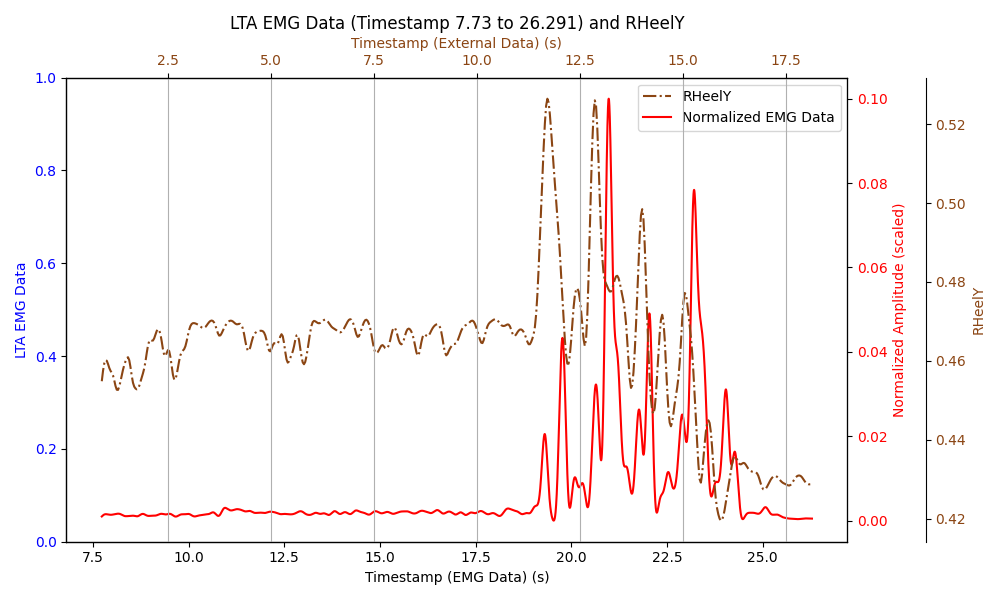 LTA EMG Data (Timestamp 7.73 to 26.291) and RHeelY
Timestamp (External Data) (s)
2.5 5.0 7.5 10.0 12.5 15.0 17.5
RHeelY
Normalized EMG Data
1.0
0.8
0.6
0.4
0.2
0.0
LTA EMG Data
0.10
0.08
0.06
0.04
0.02
0.00
Normalized Amplitude (scaled)
0.52
0.50
0.48
0.46
0.44
0.42
RHeelY
7.5 10.0 12.5 15.0 17.5 20.0 22.5 25.0
Timestamp (EMG Data) (s)